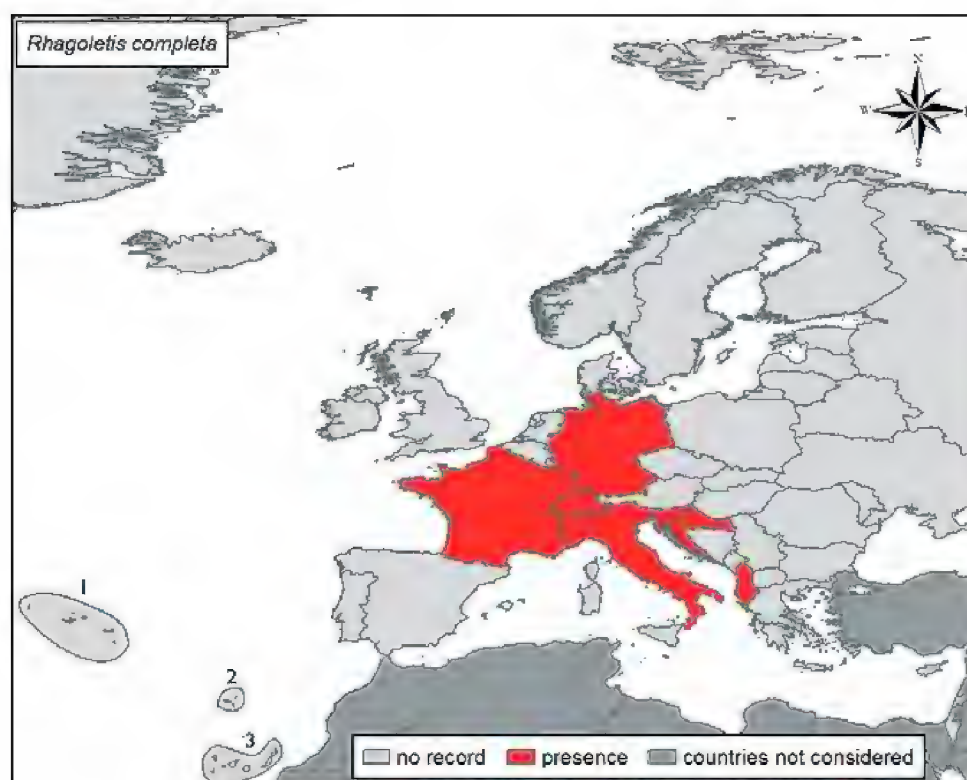 Rhagoletis completa
N
W
E
S
1
2
3
no record presence countries not considered